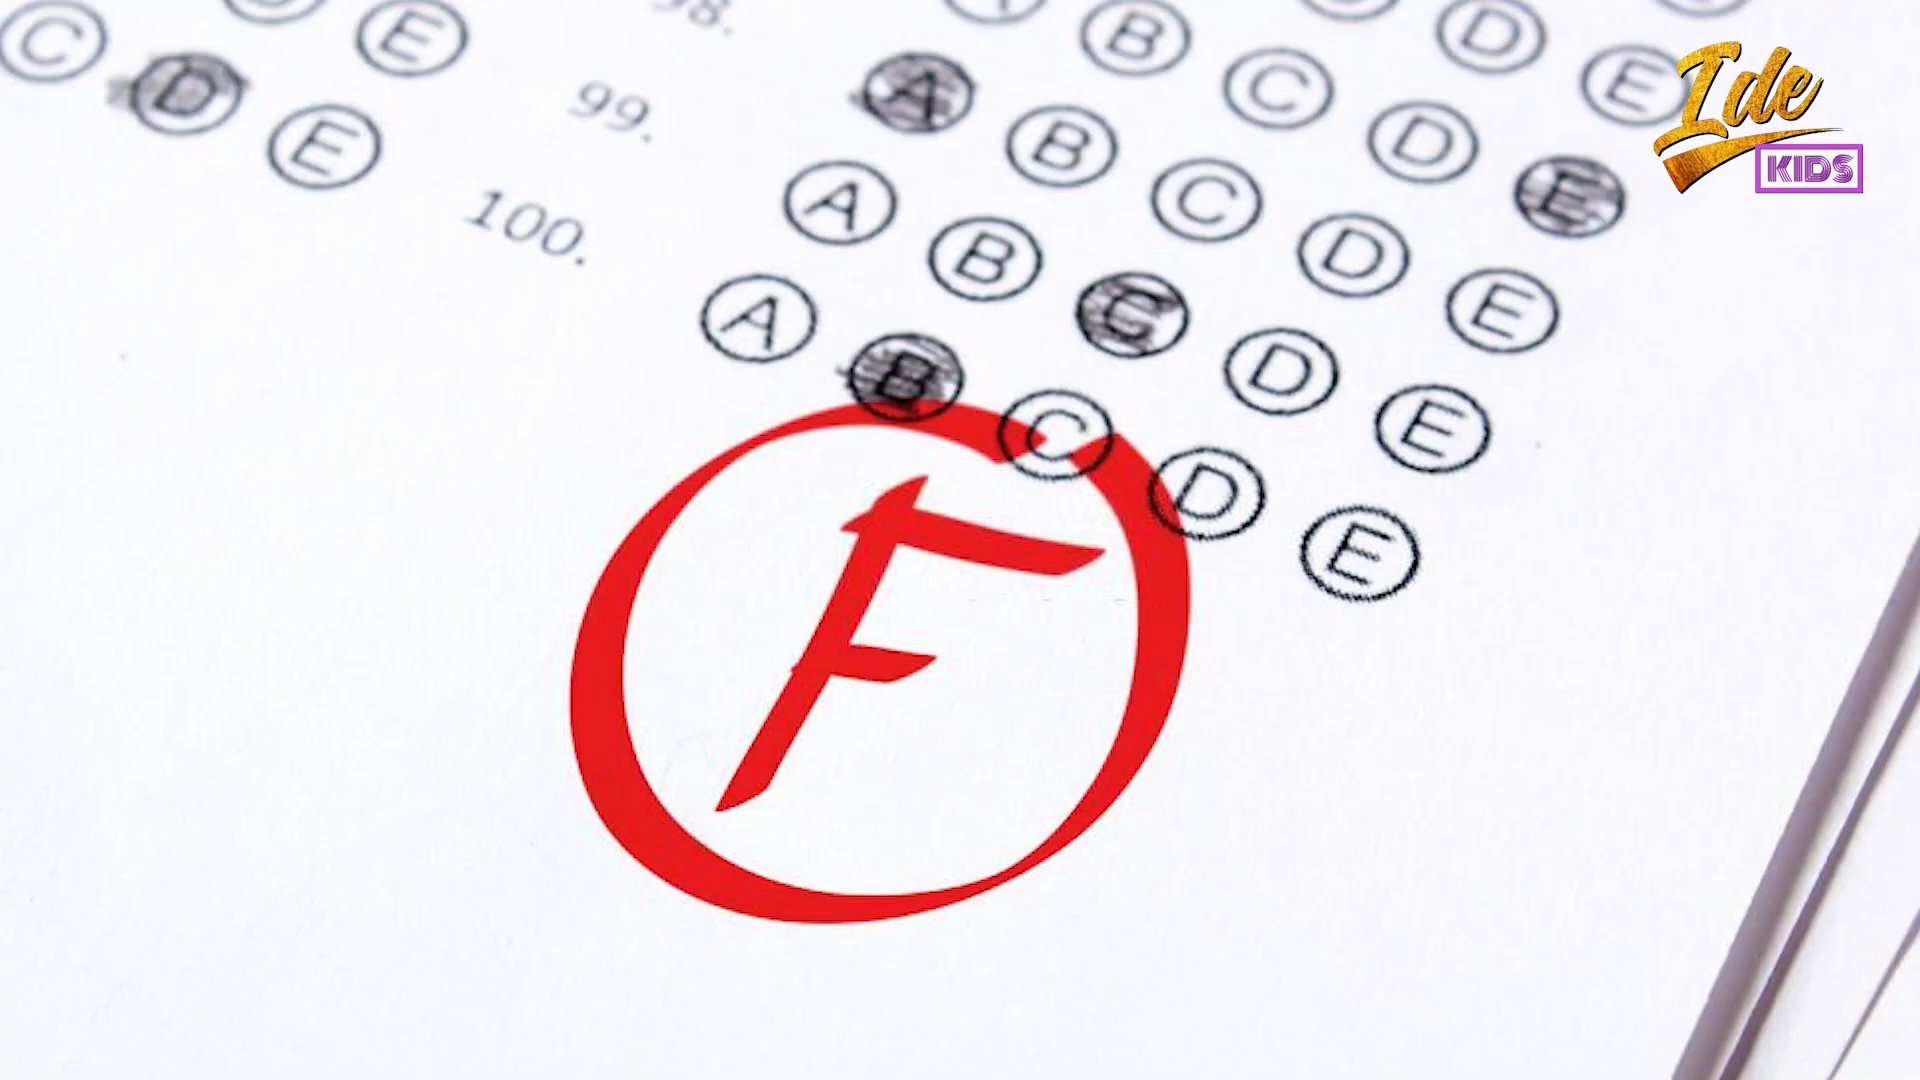 D E
C D E
D E
A B C D E
98. A B C D E
99. A B C D E
100. A B C D E
F
Ide
KIDS